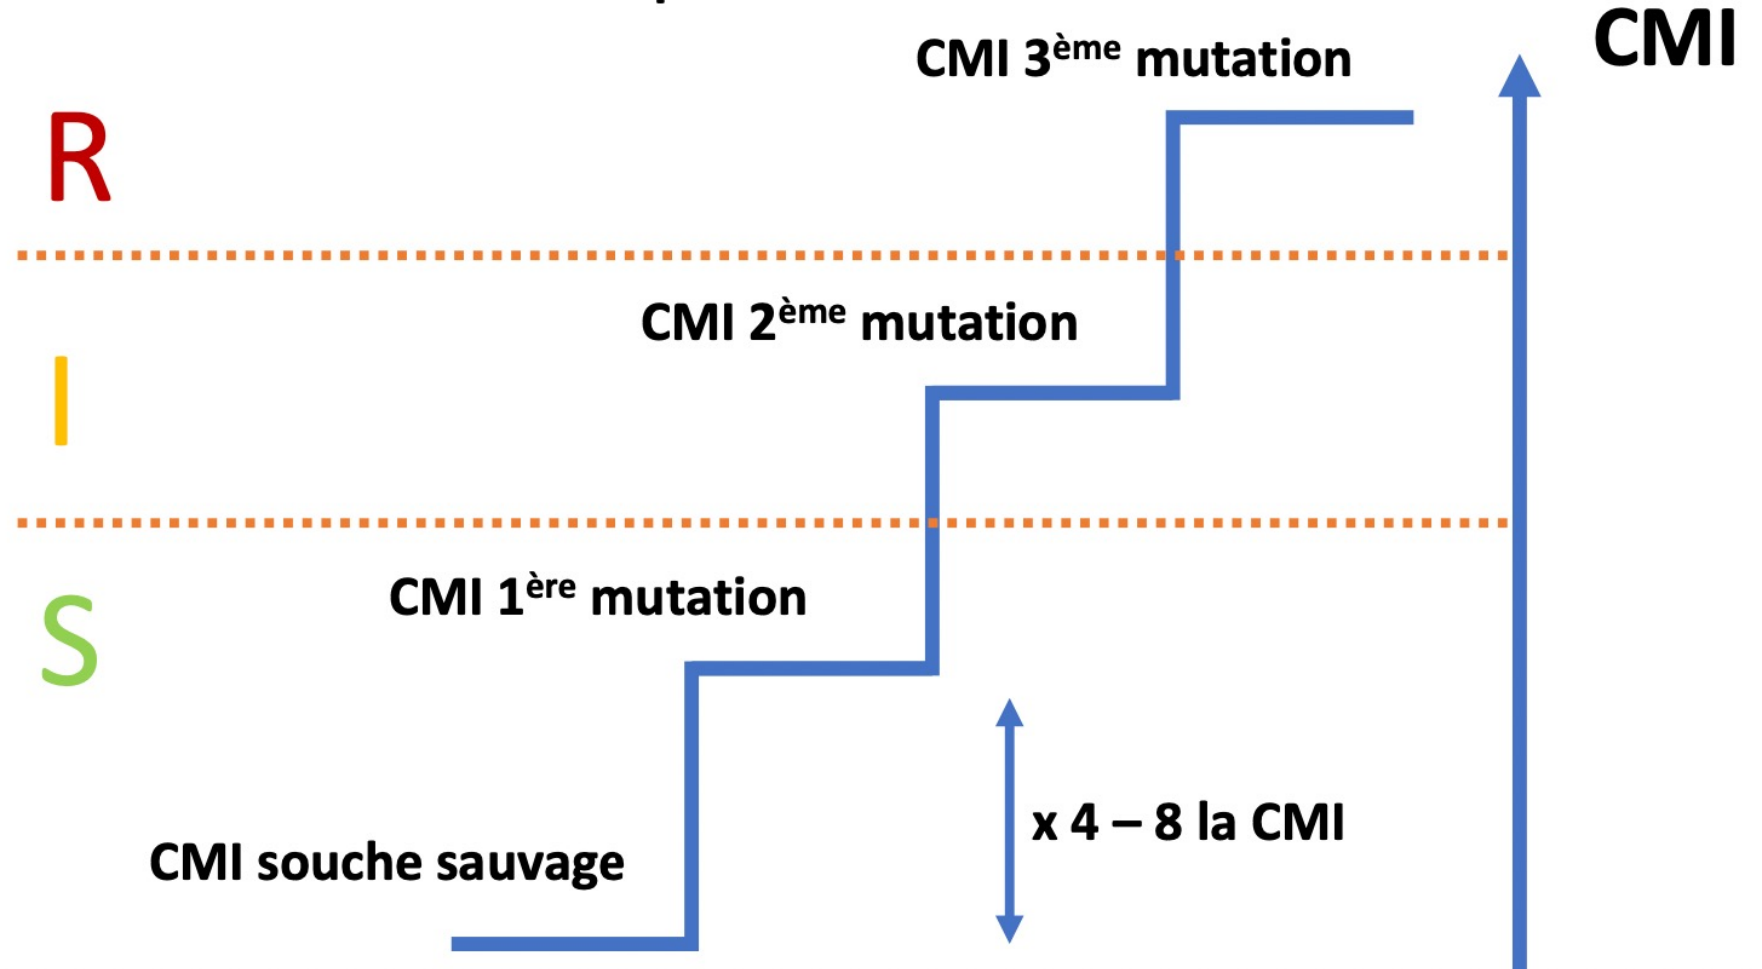 CMI
CMI 3ème mutation
R
CMI 2ème mutation
I
CMI 1ère mutation
S
x 4 – 8 la CMI
CMI souche sauvage